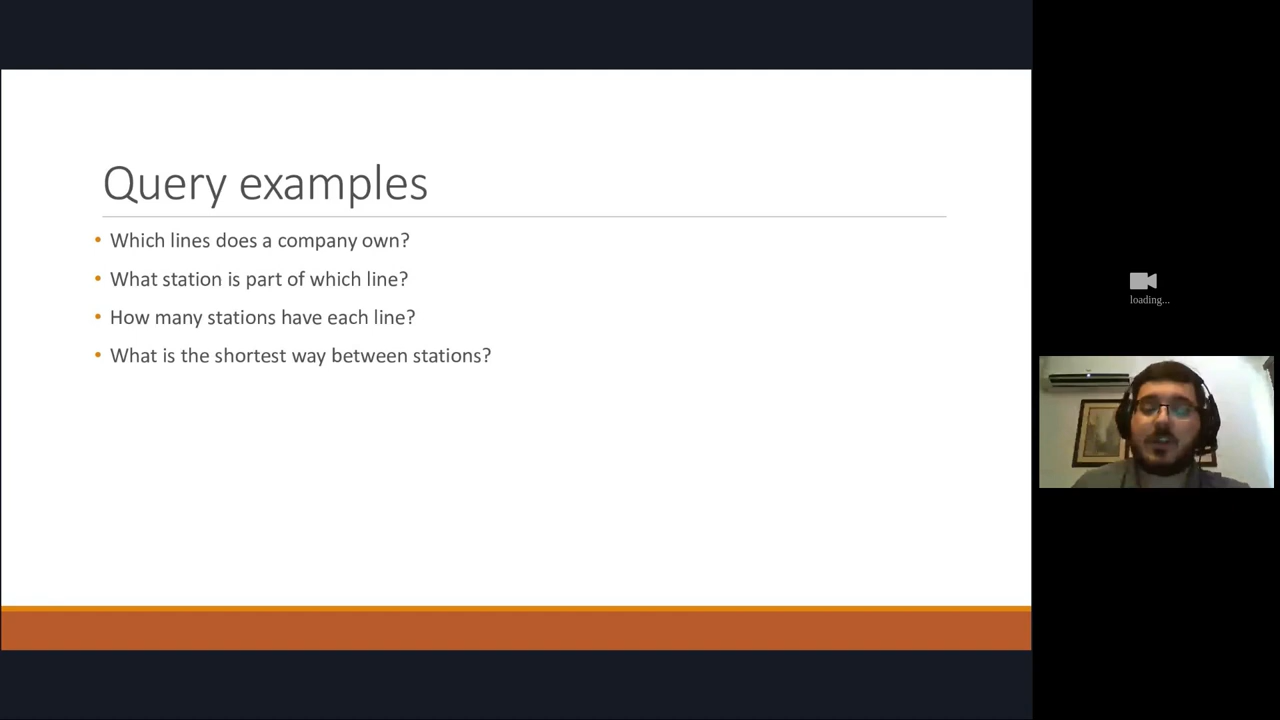 Query examples
• Which lines does a company own?
• What station is part of which line?
• How many stations have each line?
• What is the shortest way between stations?
loading...